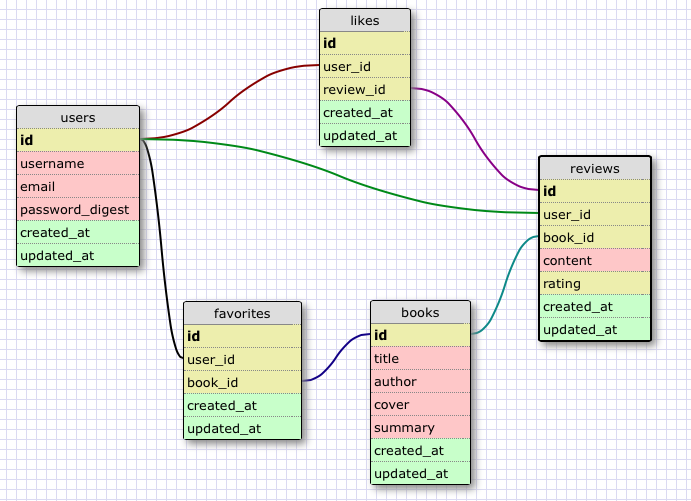 likes
id
user_id
review_id
created_at
updated_at
users
id
username
email
password_digest
created_at
updated_at
reviews
id
user_id
book_id
content
rating
created_at
updated_at
favorites
id
user_id
book_id
created_at
updated_at
books
id
title
author
cover
summary
created_at
updated_at